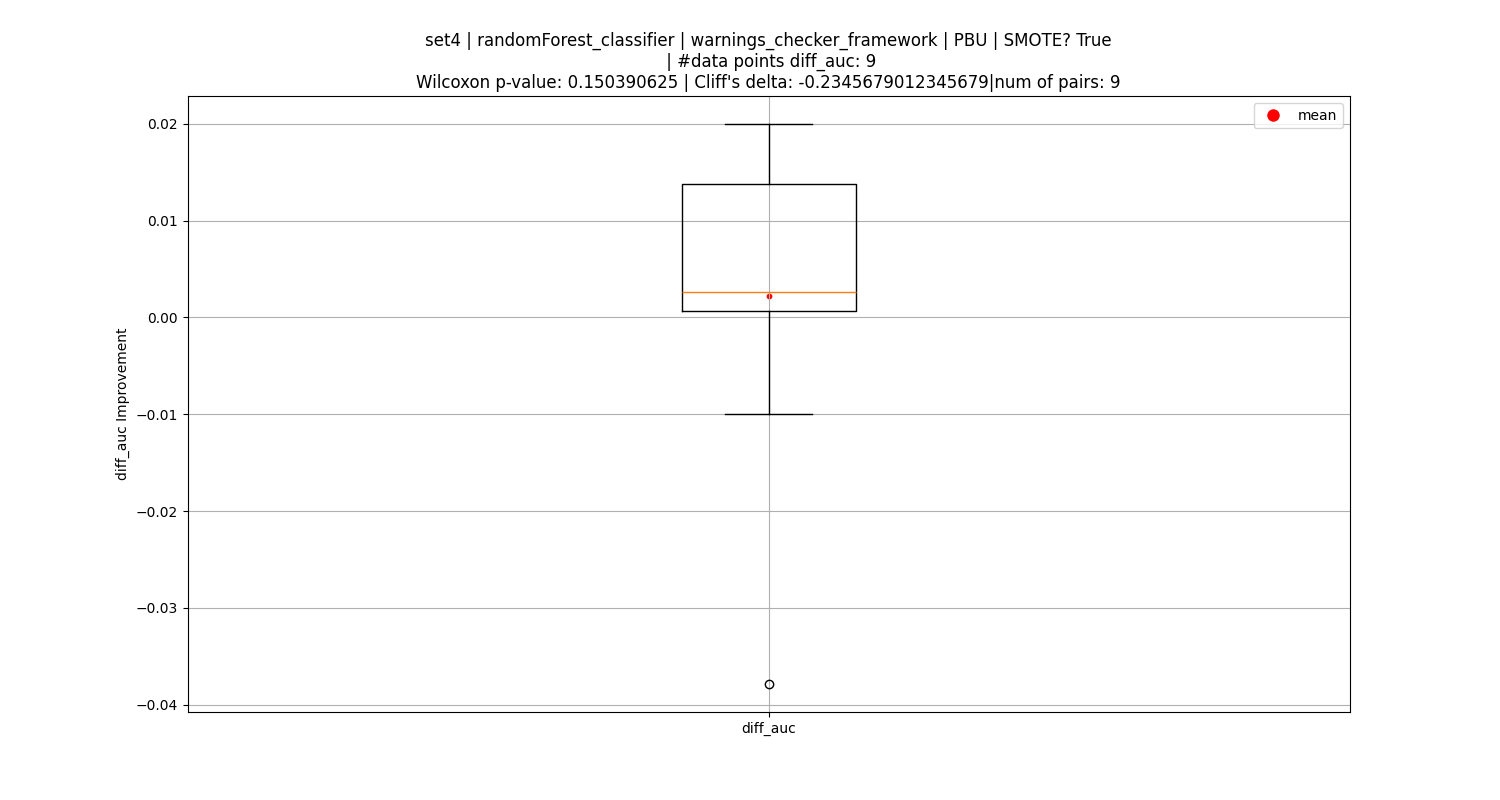 set4 | randomForest_classifier | warnings_checker_framework | PBU | SMOTE? True
| #data points diff_auc: 9
Wilcoxon p-value: 0.150390625 | Cliff's delta: -0.2345679012345679|num of pairs: 9
mean
0.02
0.01
0.00
−0.01
−0.02
−0.03
−0.04
diff_auc Improvement
diff_auc